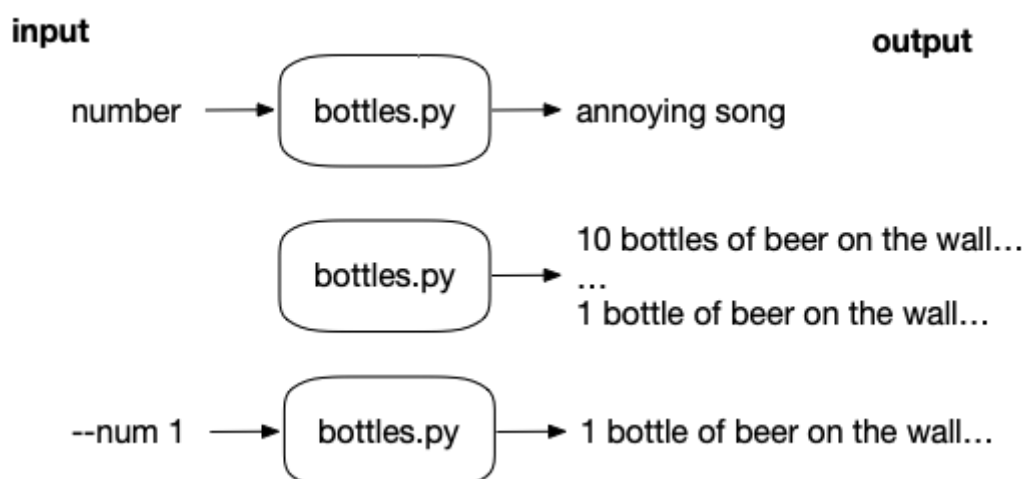 input
output
number
bottles.py
annoying song
bottles.py
10 bottles of beer on the wall…
…
1 bottle of beer on the wall…
--num 1
bottles.py
1 bottle of beer on the wall…